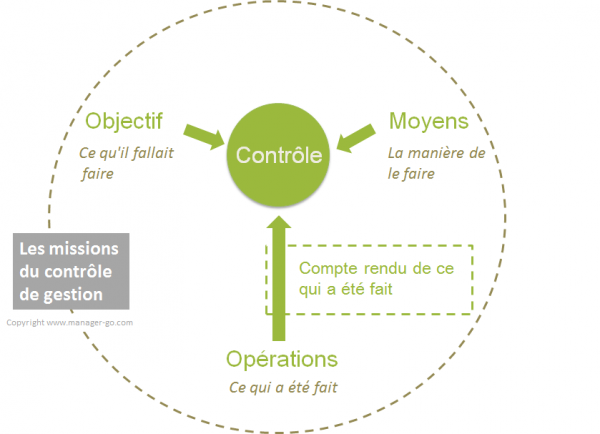 Objectif
Ce qu'il fallait
faire
Contrôle
Moyens
La manière de
le faire
Les missions
du contrôle
de gestion
Copyright www.manager-go.com
Compte rendu de ce
qui a été fait
Opérations
Ce qui a été fait